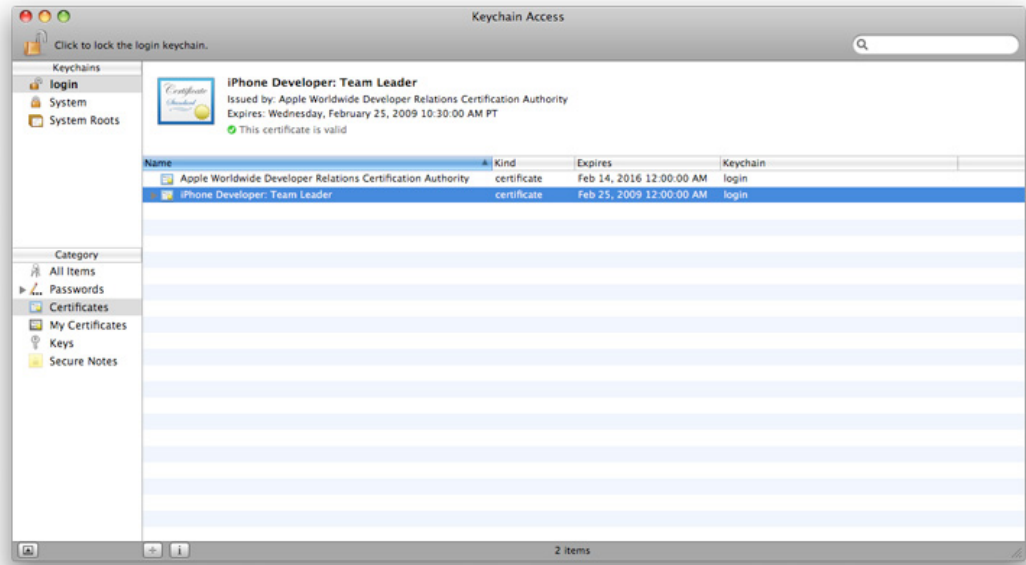 Keychain Access
Click to lock the login keychain.
Keychains
login
System
System Roots
Certificate
Standard
iPhone Developer: Team Leader
Issued by: Apple Worldwide Developer Relations Certification Authority
Expires: Wednesday, February 25, 2009 10:30:00 AM PT
This certificate is valid
Name Kind Expires Keychain
Apple Worldwide Developer Relations Certification Authority certificate Feb 14, 2016 12:00:00 AM login
iPhone Developer: Team Leader certificate Feb 25, 2009 12:00:00 AM login
Category
All Items
Passwords
Certificates
My Certificates
Keys
Secure Notes
2 items